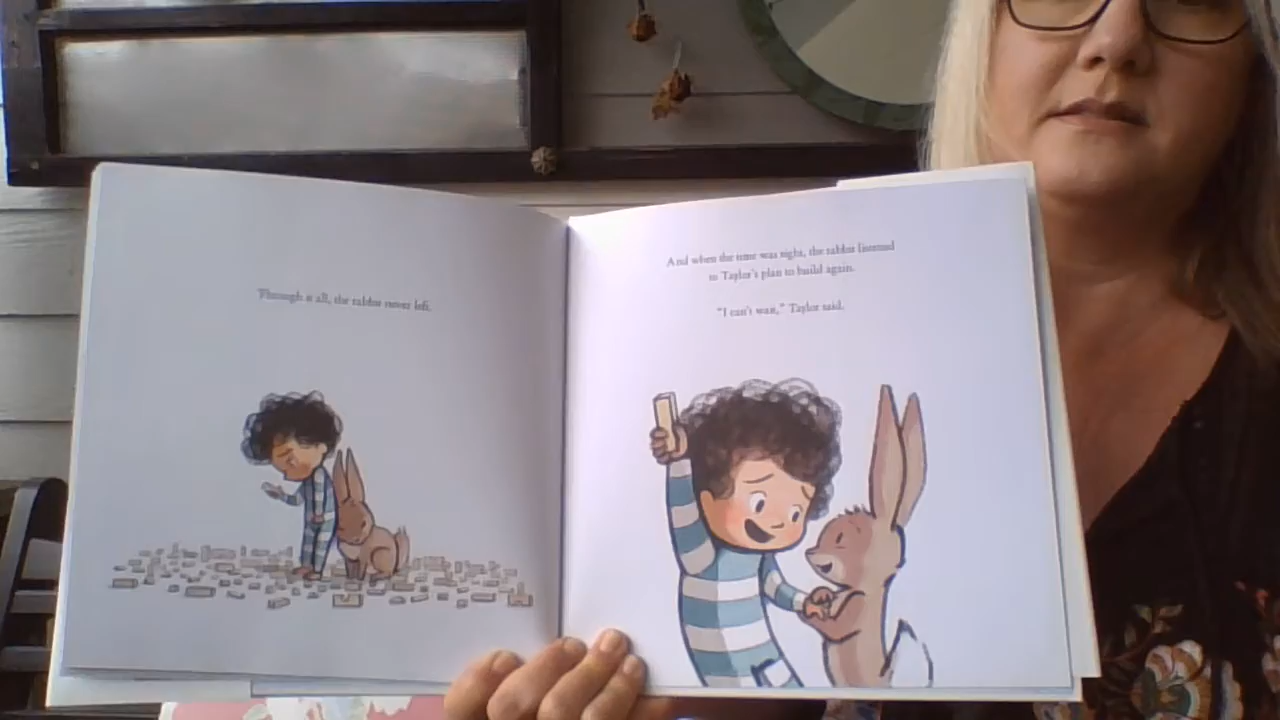 Through it all, the rabbit never left.
And when the time was right, the rabbit listened
to Taylor's plan to build again.
"I can't wait," Taylor said.